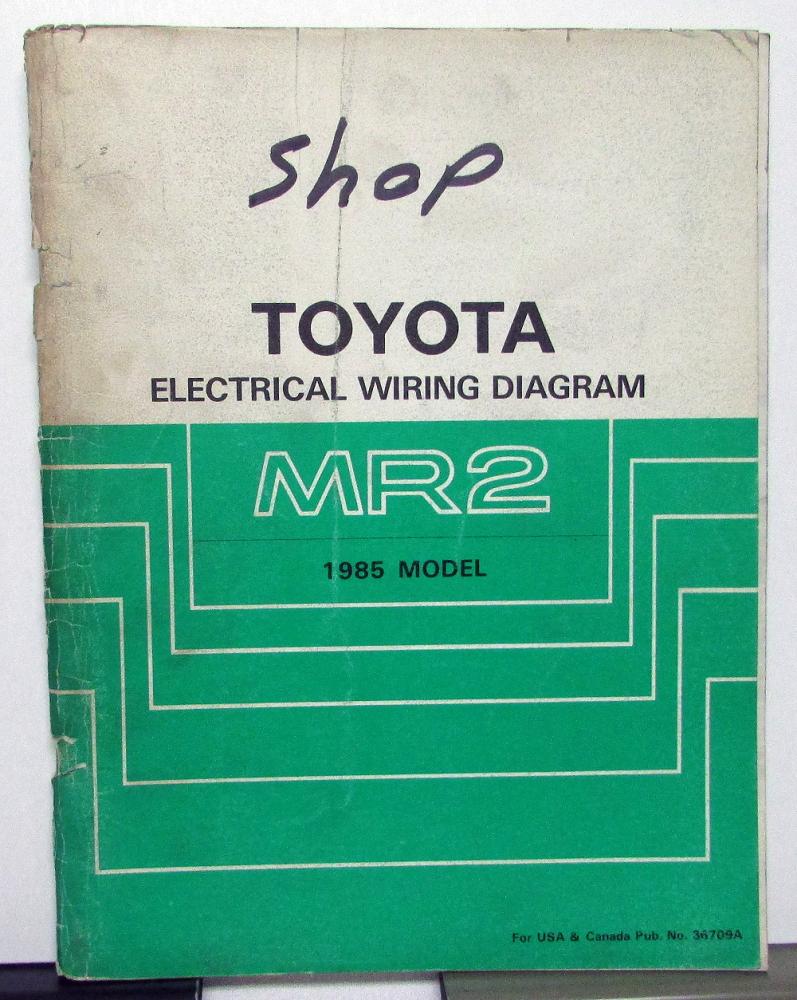 Shop
TOYOTA
ELECTRICAL WIRING DIAGRAM
MR2
1985 MODEL
For USA & Canada Pub. No. 36709A